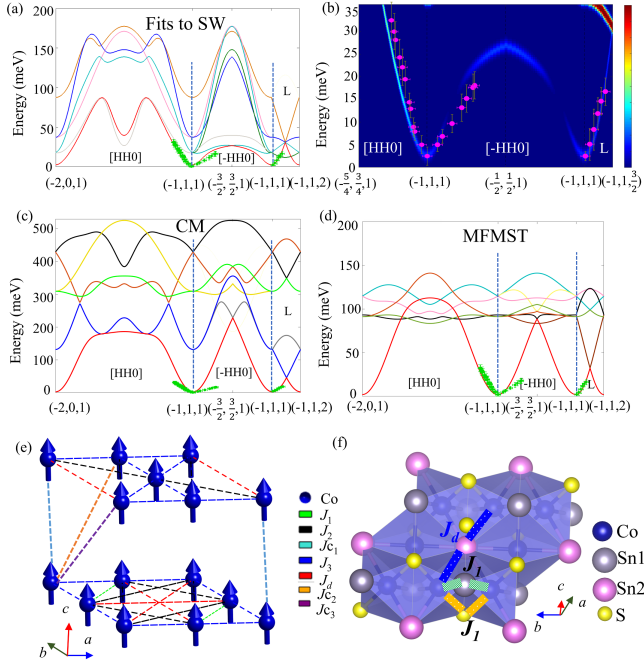 (a)
Fits to SW
Energy (meV)
200
150
100
50
0
[HH0]
[-HH0]
L
(-2,0,1)
(-1,1,1)
(-3/2, 3/2, 1)
(-1,1,1)
(-1,1,2)
(b)
Energy (meV)
35
30
25
20
15
10
5
[HH0]
[-HH0]
L
(-5/4, 3/4, 1)
(-1,1,1)
(-1/2, 1/2, 1)
(-1,1,1)
(-1,1, 3/2)
(c)
CM
Energy (meV)
500
400
300
200
100
0
[HH0]
[-HH0]
L
(-2,0,1)
(-1,1,1)
(-3/2, 3/2, 1)
(-1,1,1)
(-1,1,2)
(d)
MFMST
Energy (meV)
200
150
100
50
0
[HH0]
[-HH0]
L
(-2,0,1)
(-1,1,1)
(-3/2, 3/2, 1)
(-1,1,1)
(-1,1,2)
(e)
Co
J1
J2
Jc1
J3
Jd
Jc2
Jc3
c
b
a
(f)
Jd
J1
J1
Co
Sn1
Sn2
S
c
b
a